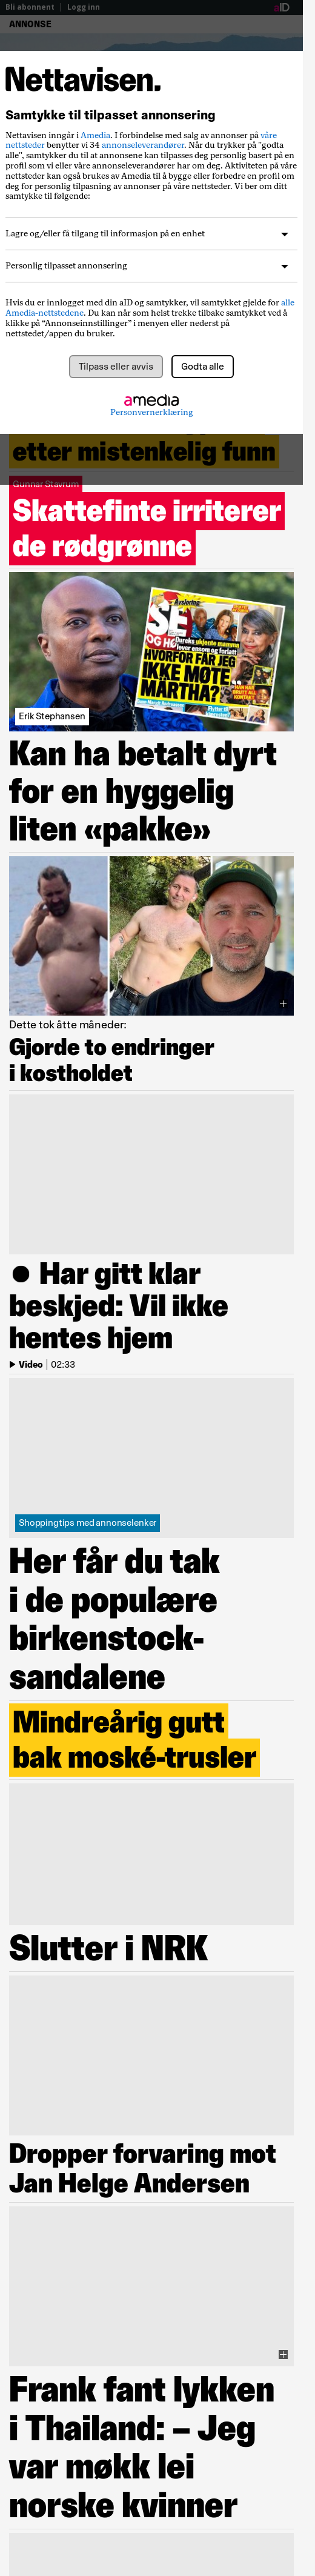 Bli abonnent | Logg inn
aID
ANNONSE
Nettavisen.
Samtykke til tilpasset annonsering
Nettavisen inngår i Amedia. I forbindelse med salg av annonser på våre
nettsteder benytter vi 34 annonseleverandører. Når du trykker på "godta
alle", samtykker du til at annonsene kan tilpasses deg personlig basert på en
profil som vi eller våre annonseleverandører har om deg. Aktiviteten på våre
nettsteder kan også brukes av Amedia til å bygge eller forbedre en profil om
deg for personlig tilpasning av annonser på våre nettsteder. Vi ber om ditt
samtykke til følgende:
Lagre og/eller få tilgang til informasjon på en enhet
Personlig tilpasset annonsering
Hvis du er innlogget med din aID og samtykker, vil samtykket gjelde for alle
Amedia-nettstedene. Du kan når som helst trekke tilbake samtykket ved å
klikke på “Annonseinnstillinger” i menyen eller nederst på
nettstedet/appen du bruker.
Tilpass eller avvis
Godta alle
amedia
Personvernerklæring
etter mistenkelig funn
Gunnar Stavrum
Skattefinte irriterer
de rødgrønne
Avsløring
SE
OG HØR
Dureks ukjente mamma
lever ensom og forlatt
HVORFOR FÅR JEG
IKKE MØTE
MÄRTHA?
Erik Stephansen
Kan ha betalt dyrt
for en hyggelig
liten «pakke»
Dette tok åtte måneder:
Gjorde to endringer
i kostholdet
Har gitt klar
beskjed: Vil ikke
hentes hjem
Video | 02:33
Shoppingtips med annonselenker
Her får du tak
i de populære
birkenstock-
sandalene
Mindreårig gutt
bak moské-trusler
Slutter i NRK
Dropper forvaring mot
Jan Helge Andersen
Frank fant lykken
i Thailand: – Jeg
var møkk lei
norske kvinner